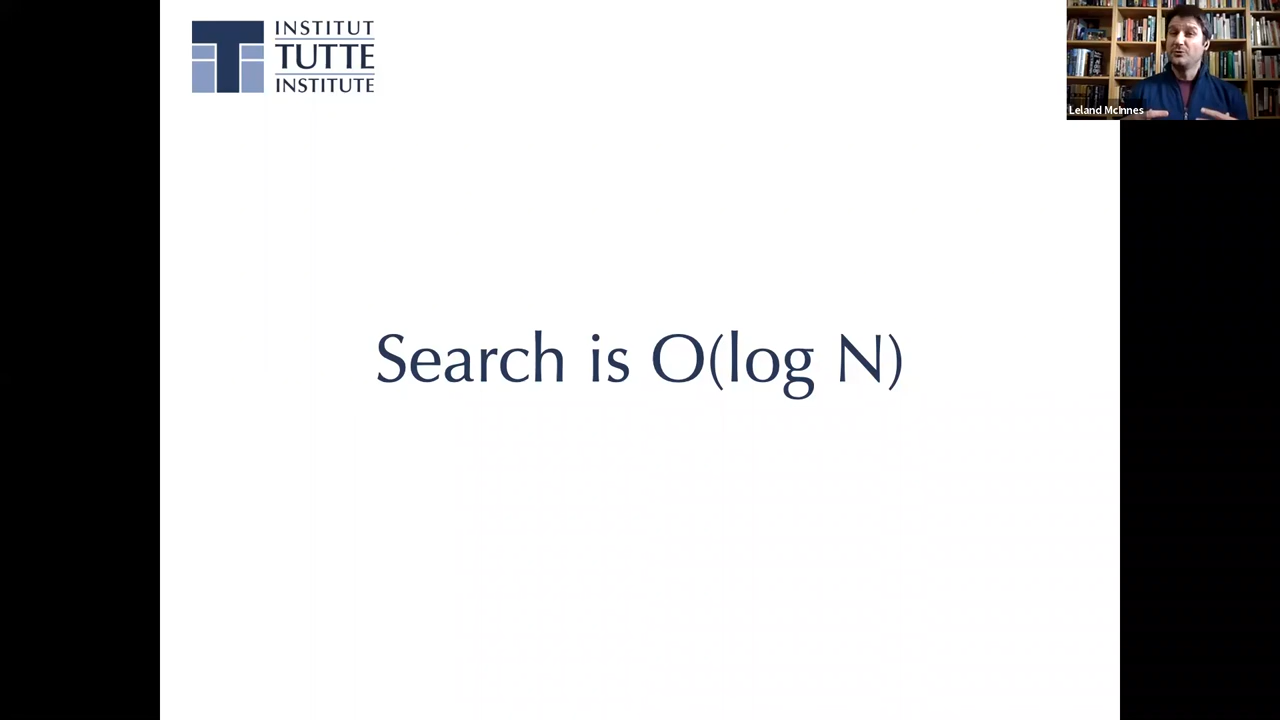 INSTITUT
TUTTE
INSTITUTE
Leland McInnes
Search is O(log N)